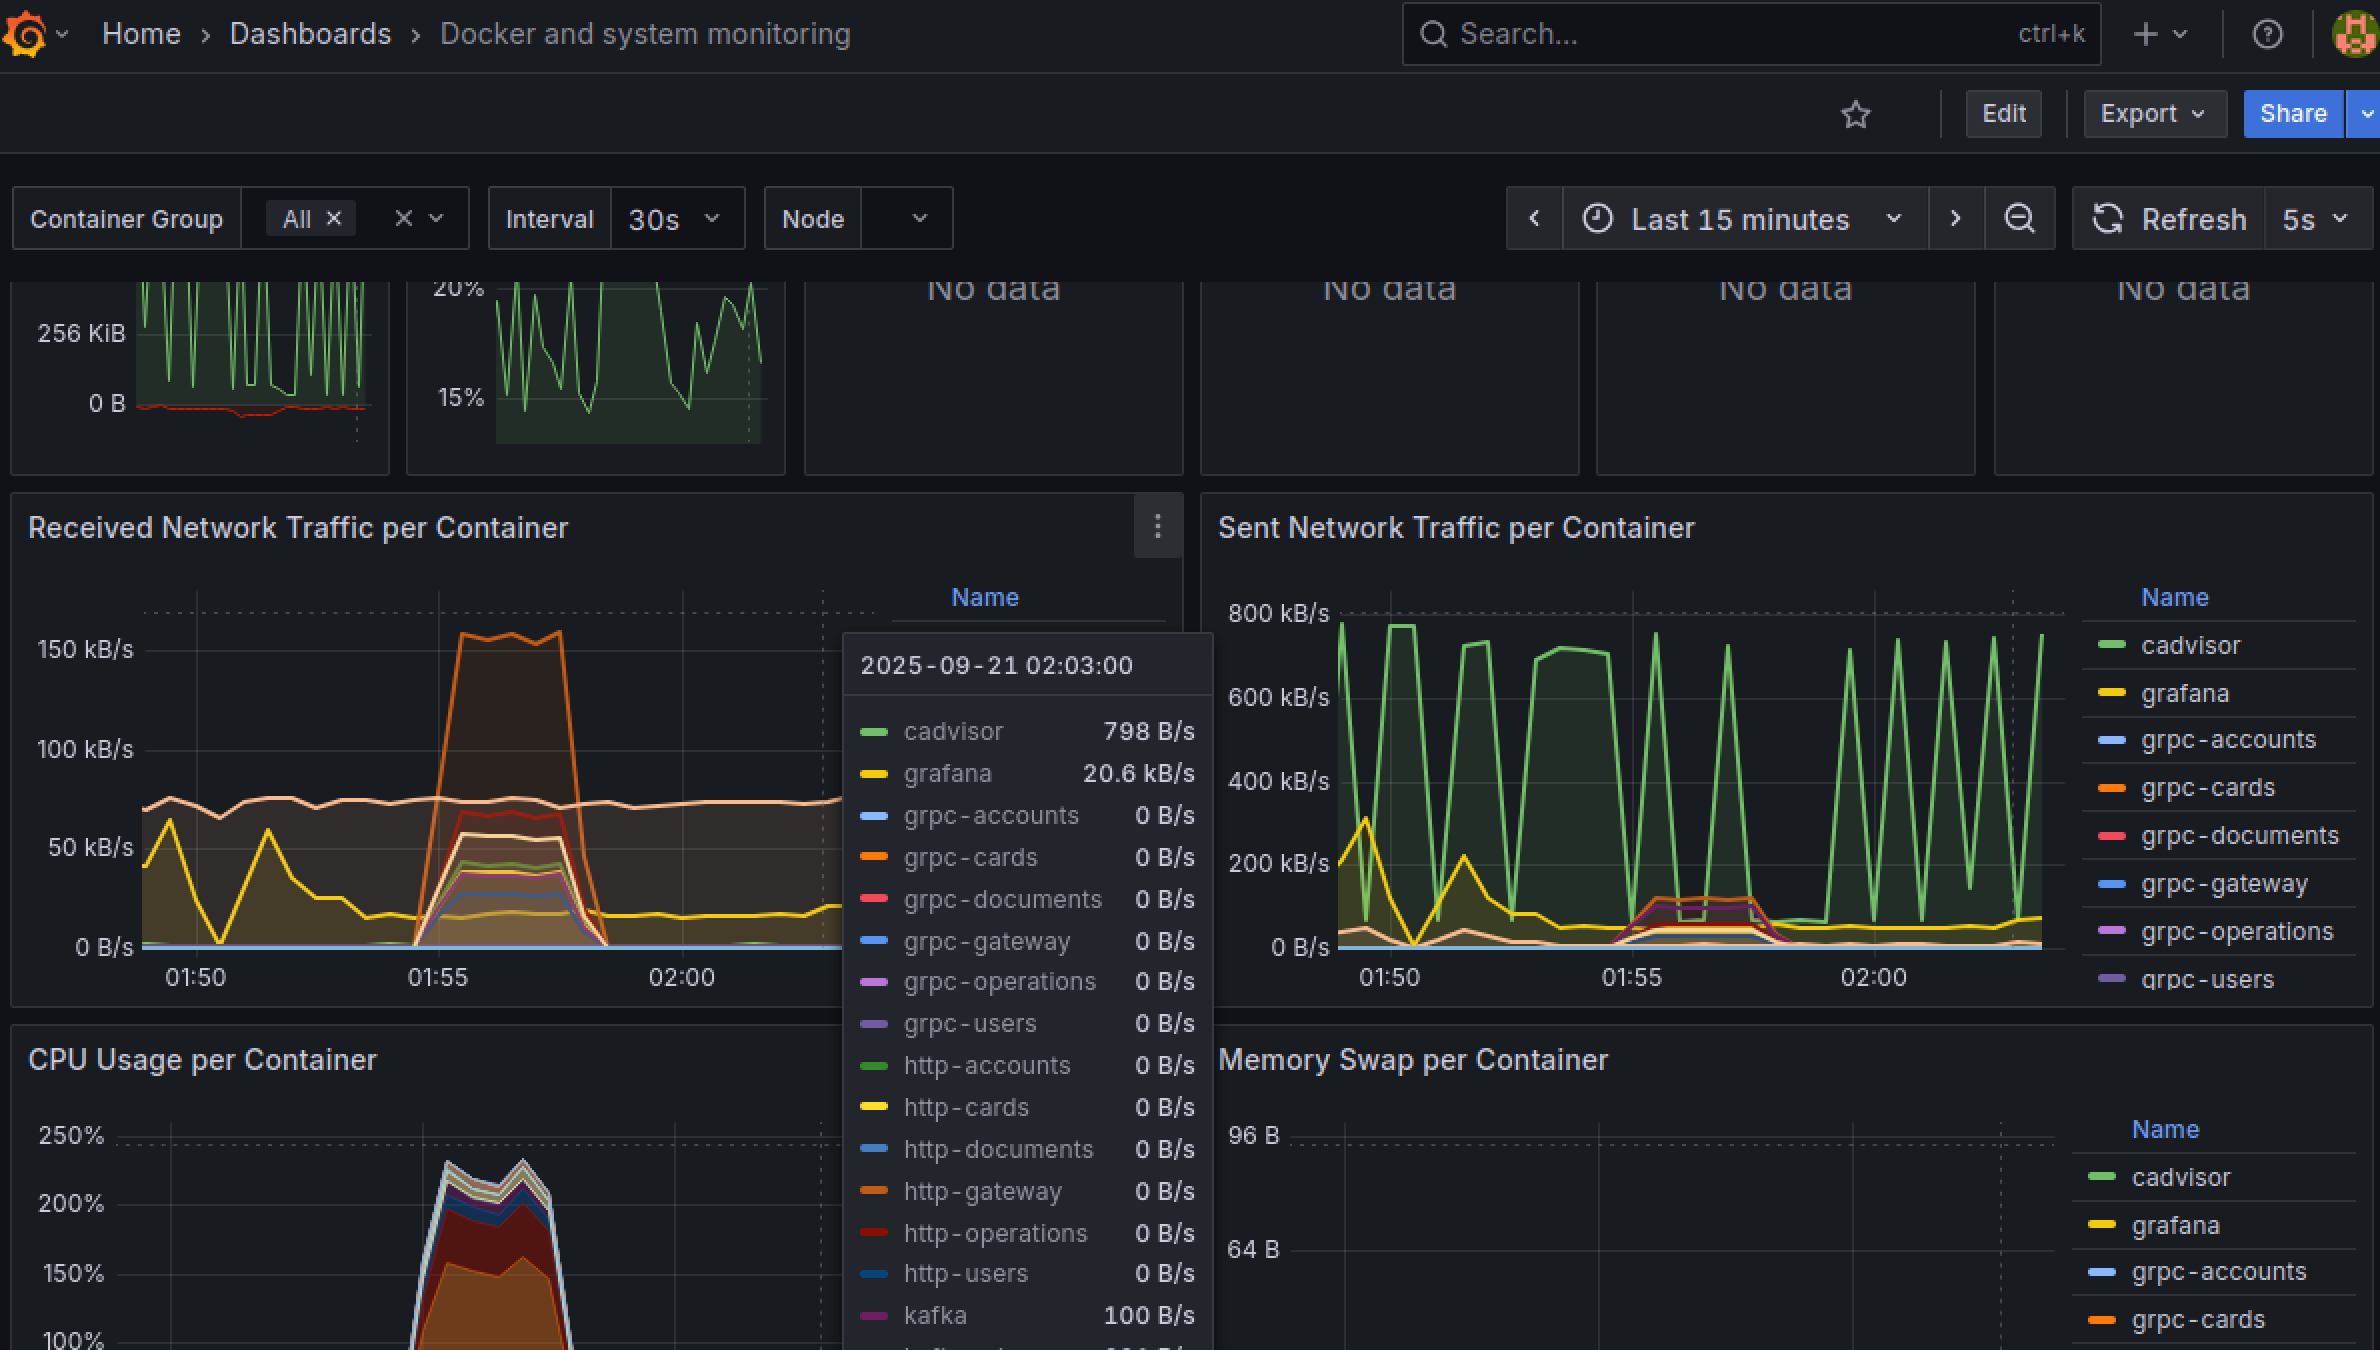 Home › Dashboards › Docker and system monitoring
Search...
ctrl+k
Edit
Export
Share
Container Group
All
Interval
30s
Node
Last 15 minutes
Refresh
5s
256 KiB
0 B
20%
15%
No data
No data
No data
No data
Received Network Traffic per Container
Name
150 kB/s
100 kB/s
50 kB/s
0 B/s
01:50
01:55
02:00
2025-09-21 02:03:00
cadvisor 798 B/s
grafana 20.6 kB/s
grpc-accounts 0 B/s
grpc-cards 0 B/s
grpc-documents 0 B/s
grpc-gateway 0 B/s
grpc-operations 0 B/s
grpc-users 0 B/s
http-accounts 0 B/s
http-cards 0 B/s
http-documents 0 B/s
http-gateway 0 B/s
http-operations 0 B/s
http-users 0 B/s
kafka 100 B/s
Sent Network Traffic per Container
800 kB/s
600 kB/s
400 kB/s
200 kB/s
0 B/s
01:50
01:55
02:00
Name
cadvisor
grafana
grpc-accounts
grpc-cards
grpc-documents
grpc-gateway
grpc-operations
grpc-users
CPU Usage per Container
250%
200%
150%
100%
Memory Swap per Container
96 B
64 B
Name
cadvisor
grafana
grpc-accounts
grpc-cards